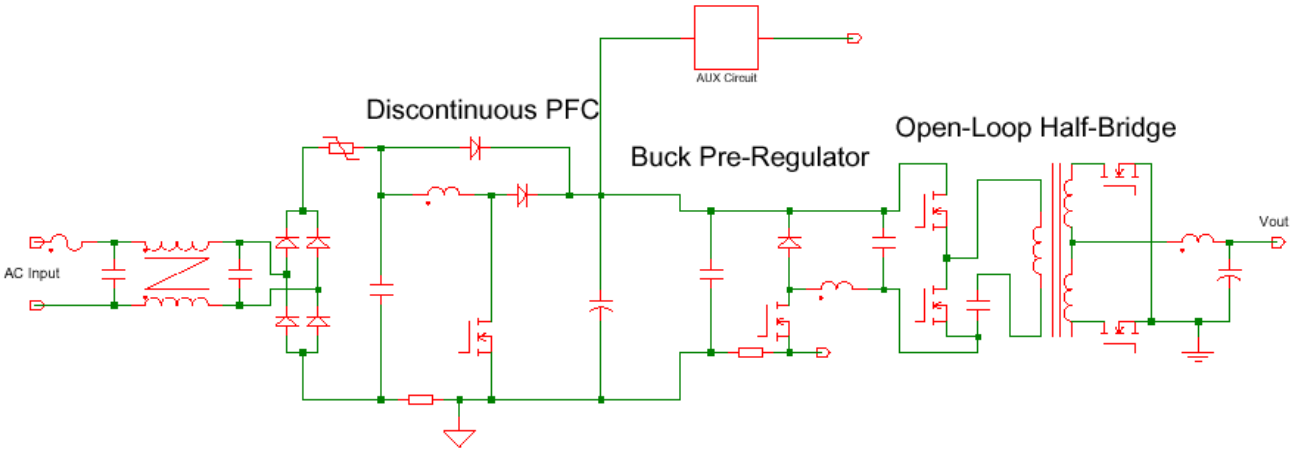 AUX Circuit
Discontinuous PFC
Open-Loop Half-Bridge
Buck Pre-Regulator
Vout
AC Input